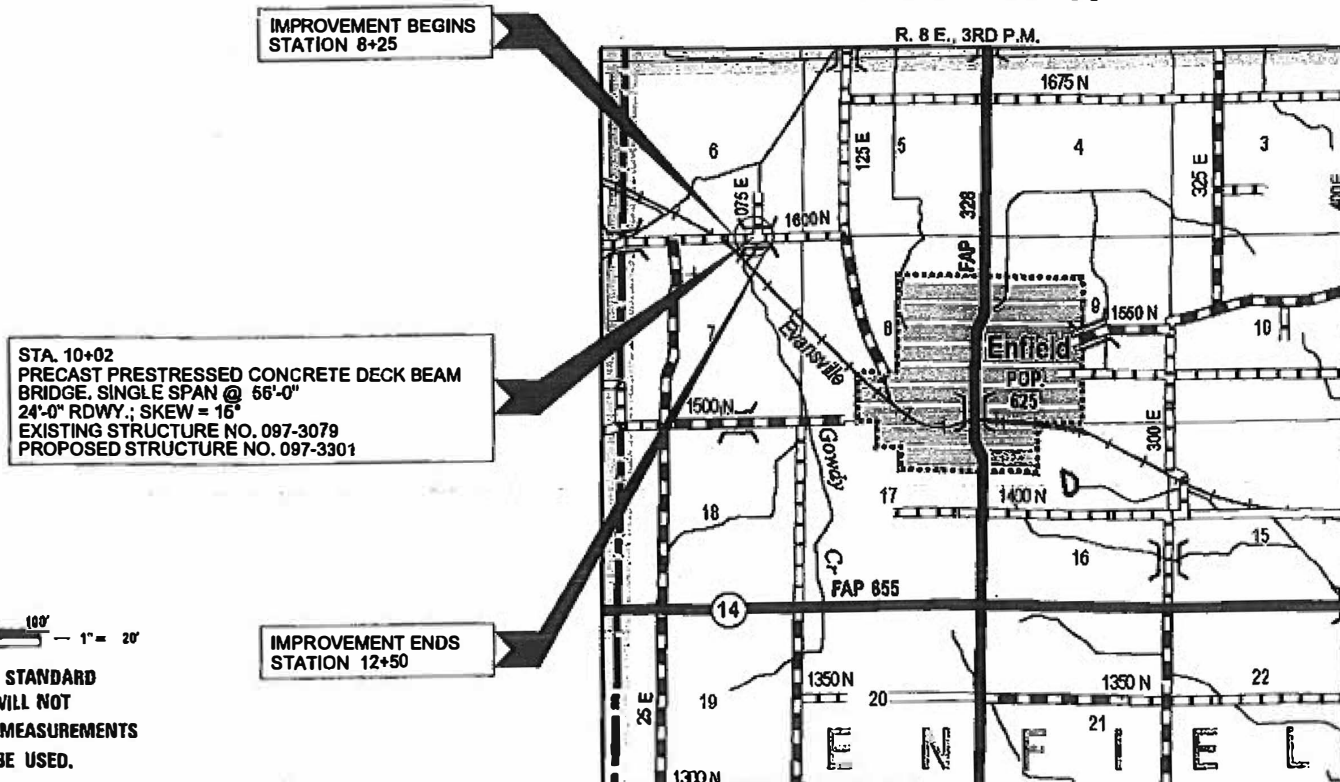 IMPROVEMENT BEGINS
STATION 8+25
R. 8 E., 3RD P.M.
1675 N
6
5
4
3
125 E
325 E
075 E
1600 N
FAP 328
STA. 10+02
PRECAST PRESTRESSED CONCRETE DECK BEAM
BRIDGE. SINGLE SPAN @ 56'-0"
24'-0" RDWY.; SKEW = 15°
EXISTING STRUCTURE NO. 097-3079
PROPOSED STRUCTURE NO. 097-3301
7
8
9
10
1550 N
Evansville
Enfield
POP.
625
1500 N
300 E
Gowdy
Cr
17
18
1400 N
16
15
FAP 855
14
100'
1" = 20'
IMPROVEMENT ENDS
STATION 12+50
STANDARD
WILL NOT
MEASUREMENTS
BE USED.
25 E
19
1350 N
20
1350 N
22
21
E N F I E L
1300 N